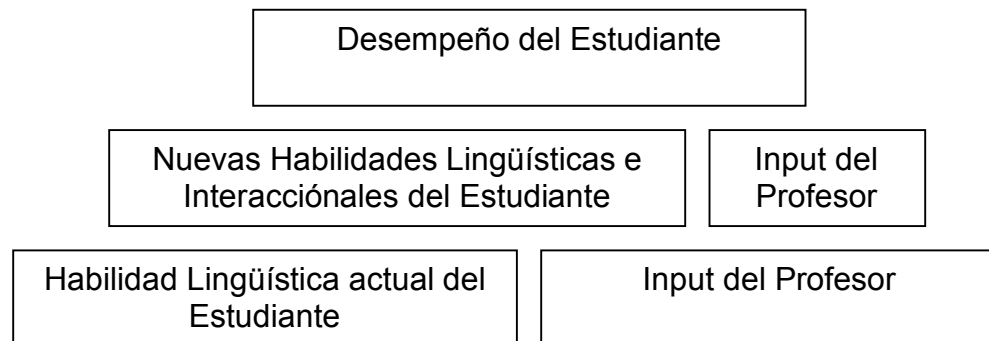 Desempeño del Estudiante
Nuevas Habilidades Lingüísticas e
Interacciónales del Estudiante
Input del
Profesor
Habilidad Lingüística actual del
Estudiante
Input del Profesor